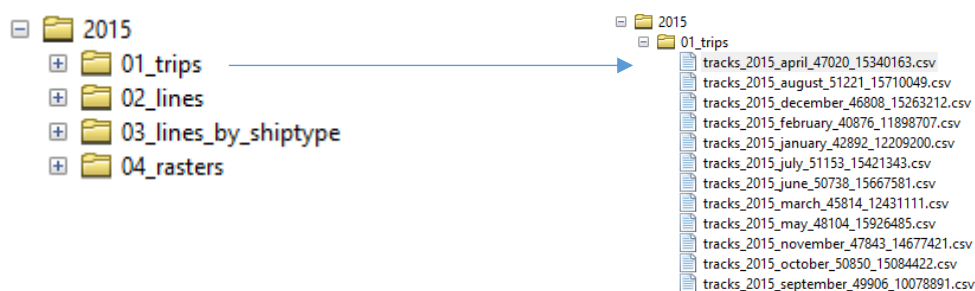 2015
01_trips
02_lines
03_lines_by_shiptype
04_rasters
2015
01_trips
tracks_2015_april_47020_15340163.csv
tracks_2015_august_51221_15710049.csv
tracks_2015_december_46808_15263212.csv
tracks_2015_february_40876_11898707.csv
tracks_2015_january_42892_12209200.csv
tracks_2015_july_51153_15421343.csv
tracks_2015_june_50738_15667581.csv
tracks_2015_march_45814_12431111.csv
tracks_2015_may_48104_15926485.csv
tracks_2015_november_47843_14677421.csv
tracks_2015_october_50850_15084422.csv
tracks_2015_september_49906_10078891.csv